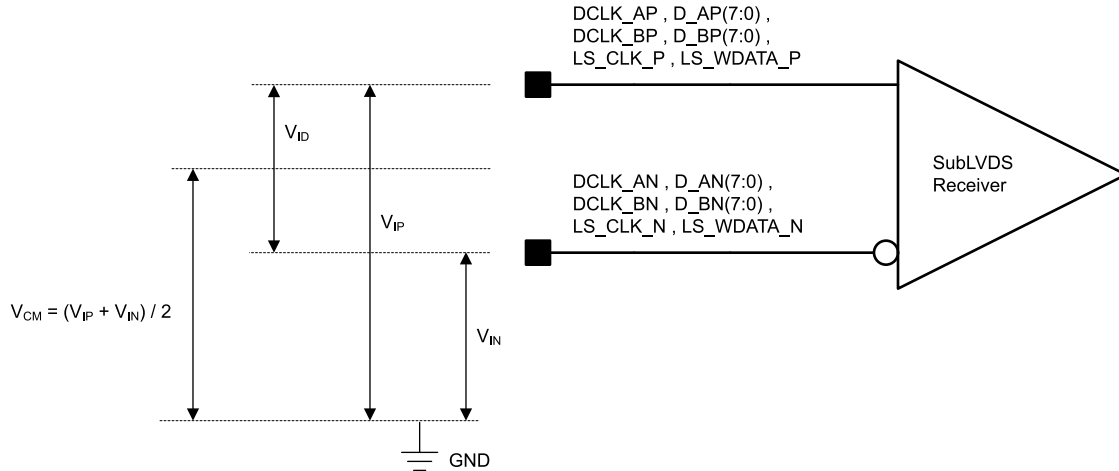 DCLK_AP , D_AP(7:0) ,
DCLK_BP , D_BP(7:0) ,
LS_CLK_P , LS_WDATA_P
VID
SubLVDS
Receiver
DCLK_AN , D_AN(7:0) ,
DCLK_BN , D_BN(7:0) ,
LS_CLK_N , LS_WDATA_N
VIP
VCM = (VIP + VIN) / 2
VIN
GND